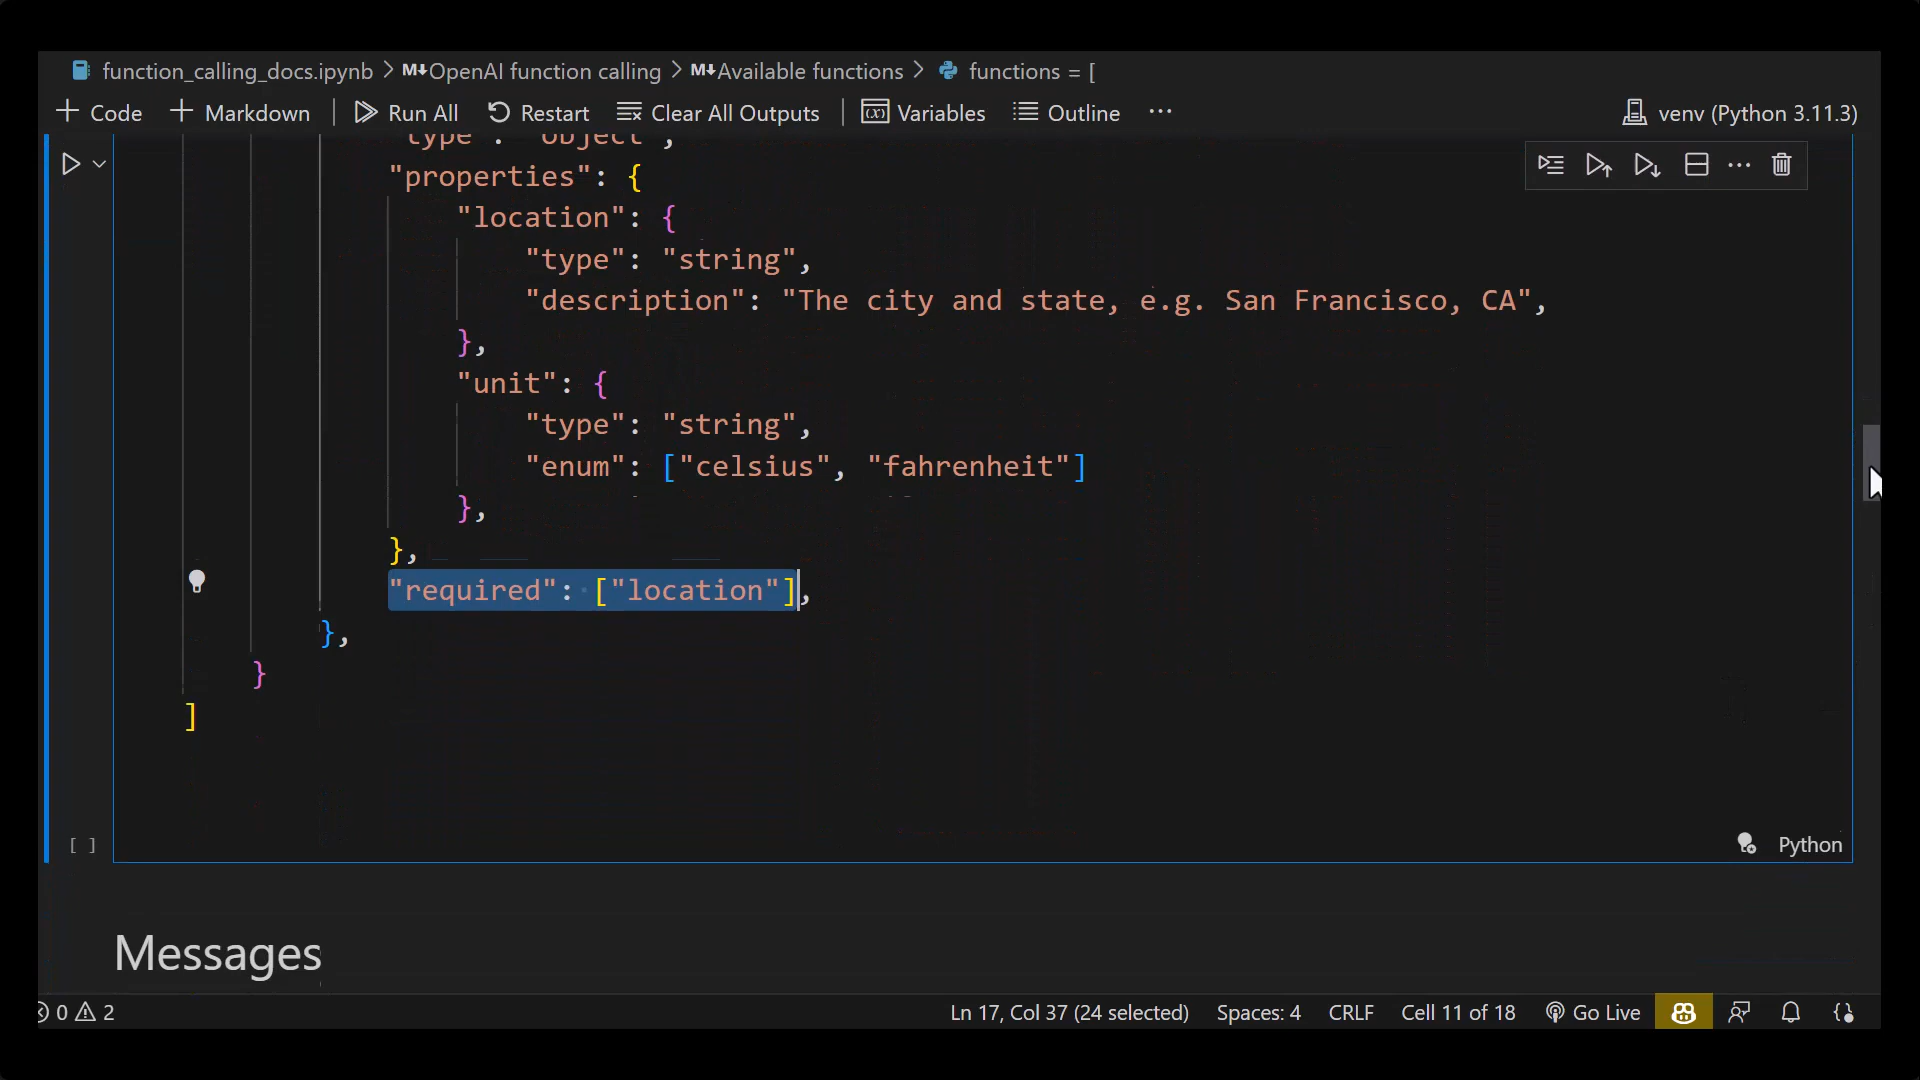 function_calling_docs.ipynb > M↓OpenAI function calling > M↓Available functions > functions = [
+ Code + Markdown | Run All Restart Clear All Outputs | Variables Outline ··· venv (Python 3.11.3)
"type": "object",
"properties": {
"location": {
"type": "string",
"description": "The city and state, e.g. San Francisco, CA",
},
"unit": {
"type": "string",
"enum": ["celsius", "fahrenheit"]
},
},
"required": ["location"],
},
}
]
[ ] Python
Messages
0 2 Ln 17, Col 37 (24 selected) Spaces: 4 CRLF Cell 11 of 18 Go Live